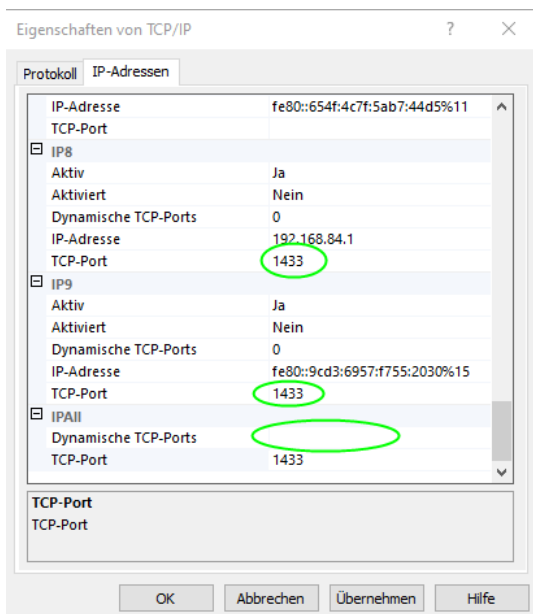 Eigenschaften von TCP/IP
Protokoll IP-Adressen
IP-Adresse fe80::654f:4c7f:5ab7:44d5%11
TCP-Port
IP8
Aktiv Ja
Aktiviert Nein
Dynamische TCP-Ports 0
IP-Adresse 192.168.84.1
TCP-Port 1433
IP9
Aktiv Ja
Aktiviert Nein
Dynamische TCP-Ports 0
IP-Adresse fe80::9cd3:6957:f755:2030%15
TCP-Port 1433
IPAll
Dynamische TCP-Ports
TCP-Port 1433
TCP-Port
TCP-Port
OK Abbrechen Übernehmen Hilfe